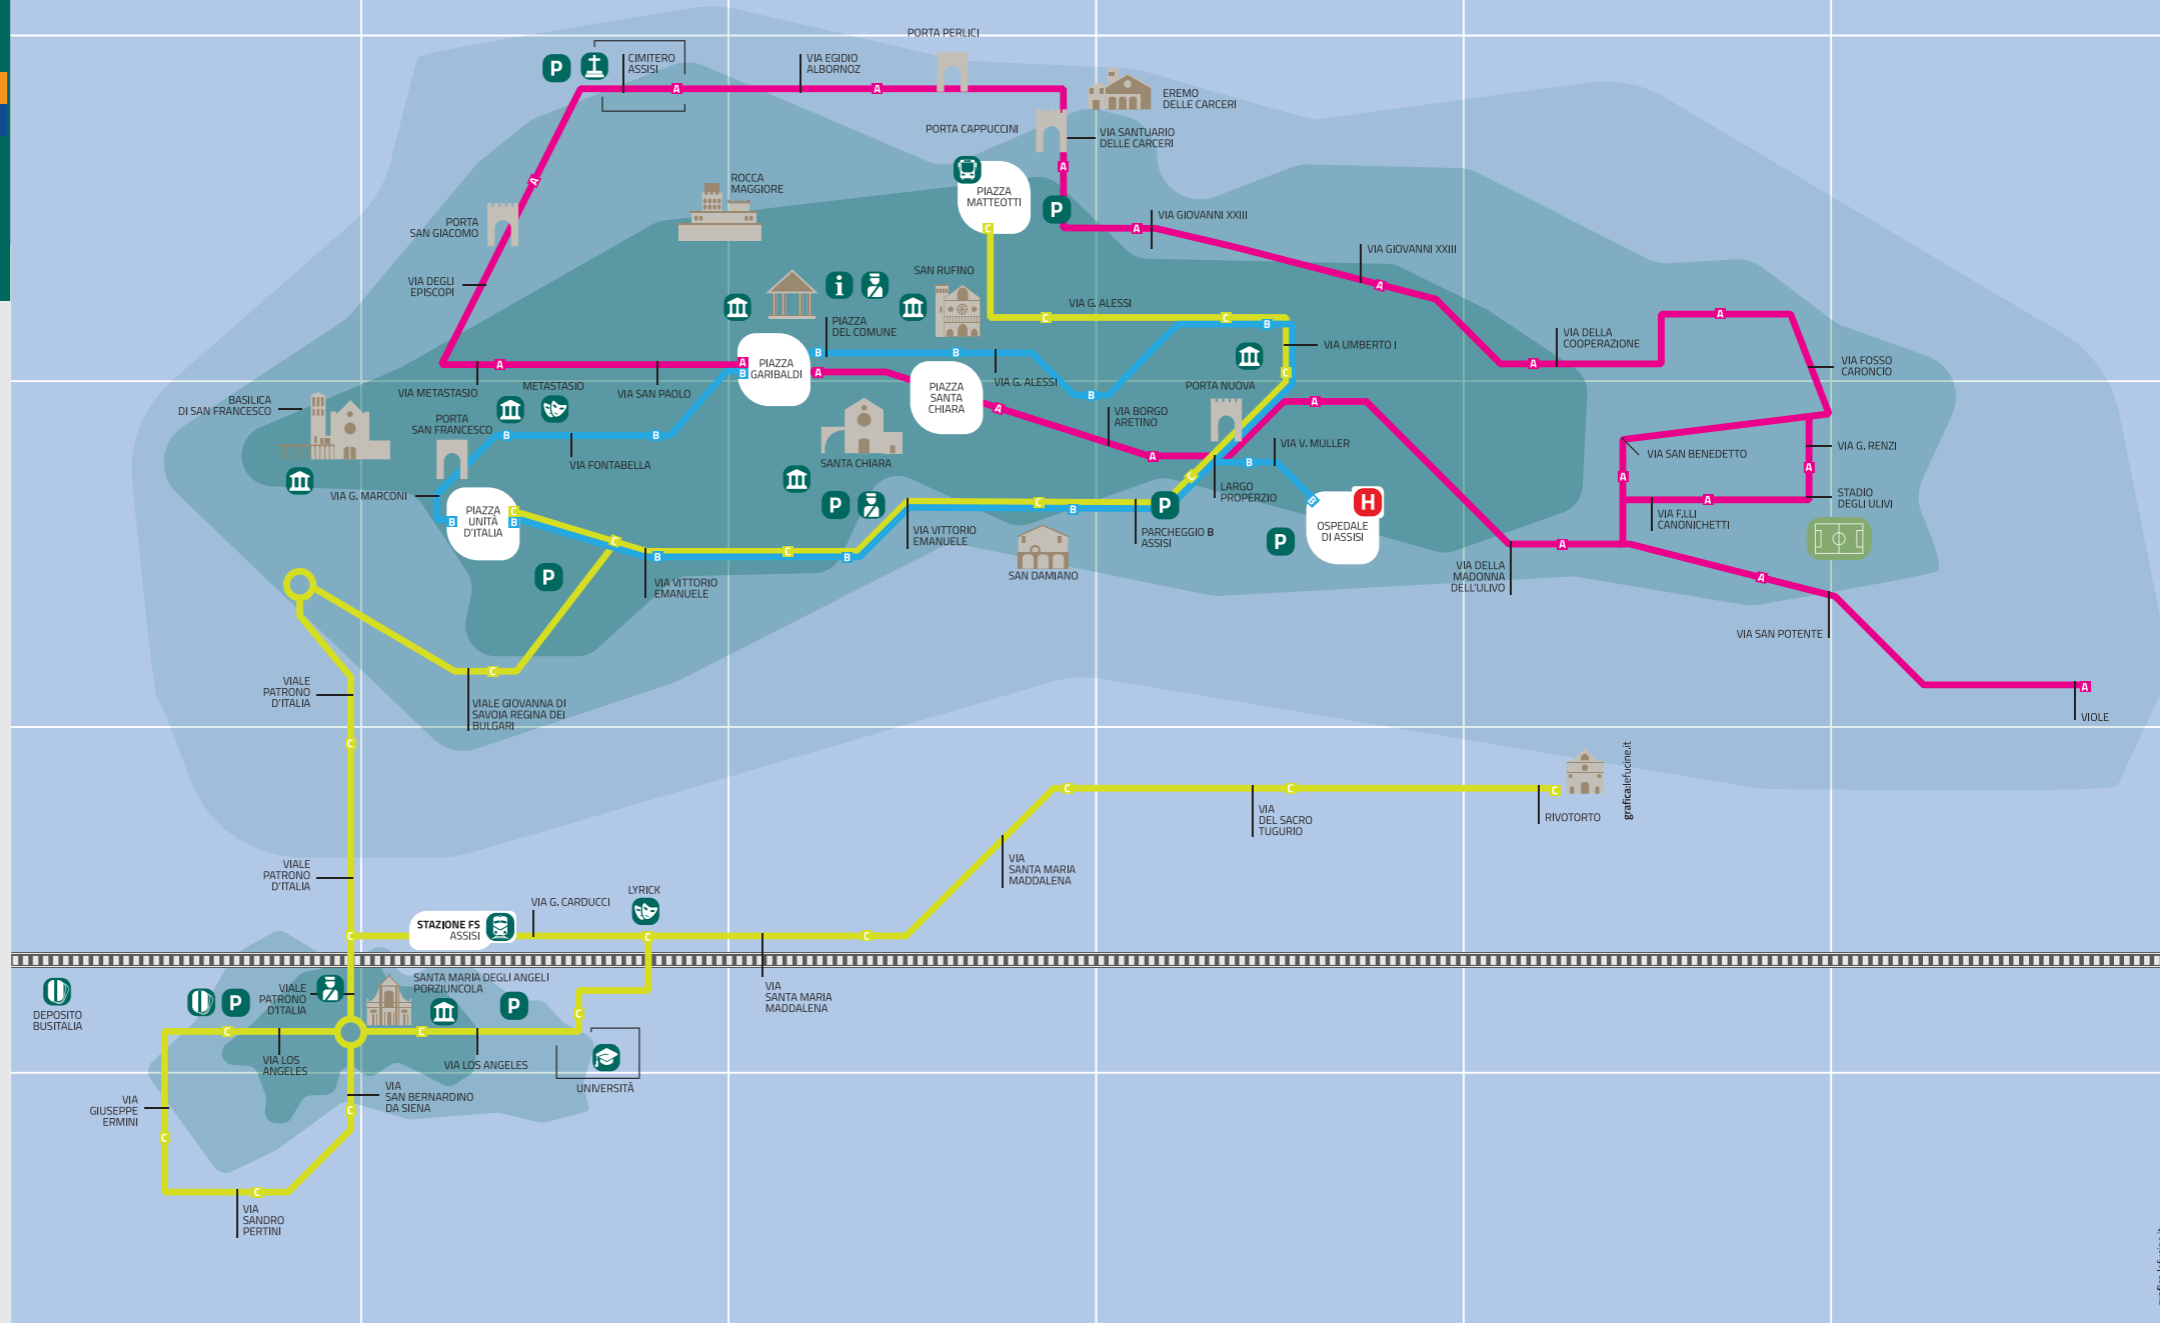 PORTA PERLICI
CIMITERO
ASSISI
VIA EGIDIO
ALBORNOZ
P
A
A
EREMO
DELLE CARCERI
PORTA CAPPUCCINI
VIA SANTUARIO
DELLE CARCERI
A
A
ROCCA
MAGGIORE
PIAZZA
MATTEOTTI
P
VIA GIOVANNI XXIII
A
C
PORTA
SAN GIACOMO
VIA GIOVANNI XXIII
A
VIA DEGLI
EPISCOPI
i
SAN RUFINO
VIA G. ALESSI
C
C
B
A
PIAZZA
DEL COMUNE
B
B
VIA UMBERTO I
VIA DELLA
COOPERAZIONE
A
VIA FOSSO
CARONCIO
A
A
B
PIAZZA
GARIBALDI
A
VIA G. ALESSI
C
B
VIA METASTASIO
METASTASIO
VIA SAN PAOLO
PIAZZA
SANTA
CHIARA
A
PORTA NUOVA
A
BASILICA
DI SAN FRANCESCO
PORTA
SAN FRANCESCO
B
B
VIA FONTABELLA
VIA BORGO
ARETINO
A
VIA V. MULLER
B
VIA SAN BENEDETTO
VIA G. RENZI
SANTA CHIARA
A
A
C
VIA G. MARCONI
LARGO
PROPERZIO
STADIO
DEGLI ULIVI
A
B
PIAZZA
UNITÀ
D'ITALIA
C
B
P
C
B
P
B
H
OSPEDALE
DI ASSISI
VIA F.LLI
CANONICHETTI
VIA VITTORIO
EMANUELE
PARCHEGGIO B
ASSISI
P
C
B
C
B
A
P
SAN DAMIANO
VIA VITTORIO
EMANUELE
VIA DELLA
MADONNA
DELL'ULIVO
A
VIA SAN POTENTE
A
VIOLE
C
VIALE
PATRONO
D'ITALIA
VIALE GIOVANNA DI
SAVOIA REGINA DEI
BULGARI
C
grafica:lefucine.it
C
C
C
RIVOTORTO
VIA
DEL SACRO
TUGURIO
VIA
SANTA MARIA
MADDALENA
VIALE
PATRONO
D'ITALIA
LYRICK
VIA G. CARDUCCI
STAZIONE FS
ASSISI
C
C
C
SANTA MARIA DEGLI ANGELI
PORZIUNCOLA
VIALE
PATRONO
D'ITALIA
VIA
SANTA MARIA
MADDALENA
P
P
DEPOSITO
BUSITALIA
C
C
C
VIA LOS
ANGELES
VIA LOS ANGELES
UNIVERSITÀ
VIA
SAN BERNARDINO
DA SIENA
C
VIA
GIUSEPPE
ERMINI
C
C
VIA
SANDRO
PERTINI